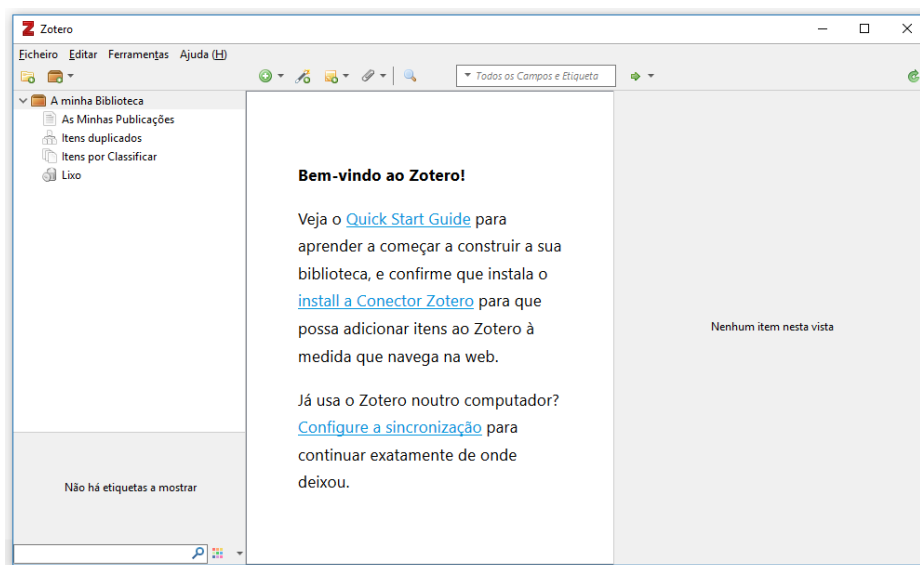 Zotero
Ficheiro Editar Ferramentas Ajuda (H)
Todos os Campos e Etiqueta
A minha Biblioteca
As Minhas Publicações
Itens duplicados
Itens por Classificar
Lixo
Bem-vindo ao Zotero!
Veja o Quick Start Guide para
aprender a começar a construir a sua
biblioteca, e confirme que instala o
install a Conector Zotero para que
possa adicionar itens ao Zotero à
medida que navega na web.
Já usa o Zotero noutro computador?
Configure a sincronização para
continuar exatamente de onde
deixou.
Nenhum item nesta vista
Não há etiquetas a mostrar